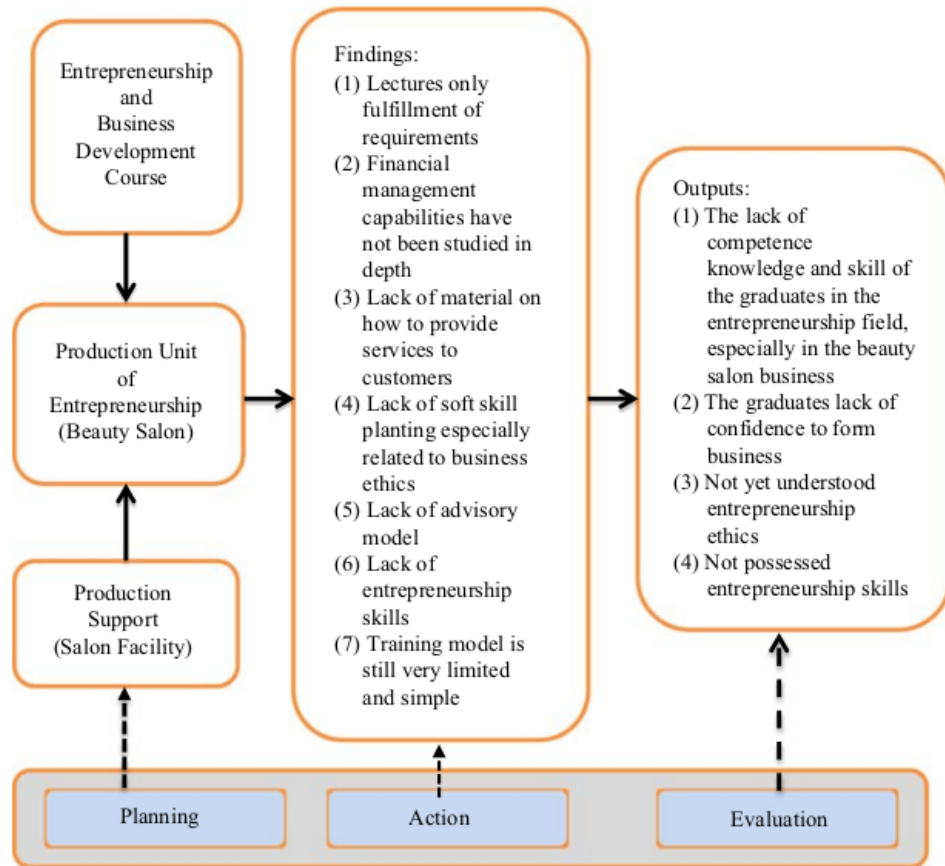 Entrepreneurship
and
Business
Development
Course
Production Unit
of
Entrepreneurship
(Beauty Salon)
Production
Support
(Salon Facility)
Findings:
(1) Lectures only
fulfillment of
requirements
(2) Financial
management
capabilities have
not been studied in
depth
(3) Lack of material on
how to provide
services to
customers
(4) Lack of soft skill
planting especially
related to business
ethics
(5) Lack of advisory
model
(6) Lack of
entrepreneurship
skills
(7) Training model is
still very limited
and simple
Outputs:
(1) The lack of
competence
knowledge and skill of
the graduates in the
entrepreneurship field,
especially in the beauty
salon business
(2) The graduates lack of
confidence to form
business
(3) Not yet understood
entrepreneurship
ethics
(4) Not possessed
entrepreneurship skills
Planning
Action
Evaluation